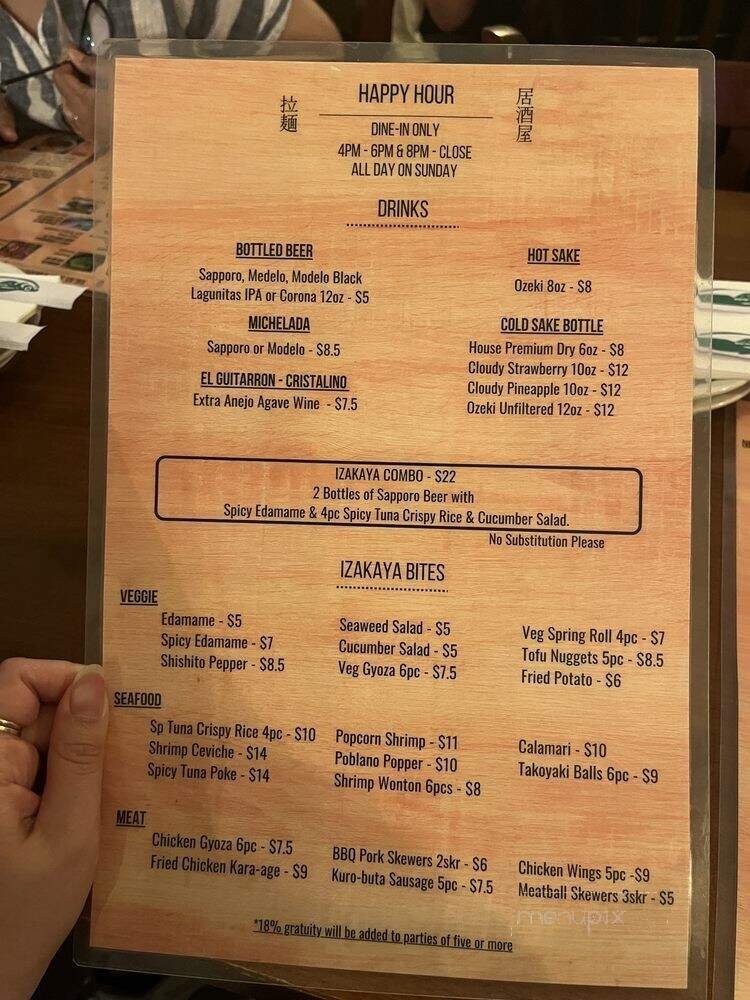 拉麺
HAPPY HOUR
居酒屋
DINE-IN ONLY
4PM - 6PM & 8PM - CLOSE
ALL DAY ON SUNDAY
DRINKS
BOTTLED BEER
Sapporo, Medelo, Modelo Black
Lagunitas IPA or Corona 12oz - $5
MICHELADA
Sapporo or Modelo - $8.5
EL GUITARRON - CRISTALINO
Extra Anejo Agave Wine - $7.5
HOT SAKE
Ozeki 8oz - $8
COLD SAKE BOTTLE
House Premium Dry 6oz - $8
Cloudy Strawberry 10oz - $12
Cloudy Pineapple 10oz - $12
Ozeki Unfiltered 12oz - $12
IZAKAYA COMBO - $22
2 Bottles of Sapporo Beer with
Spicy Edamame & 4pc Spicy Tuna Crispy Rice & Cucumber Salad.
No Substitution Please
IZAKAYA BITES
VEGGIE
Edamame - $5
Spicy Edamame - $7
Shishito Pepper - $8.5
Seaweed Salad - $5
Cucumber Salad - $5
Veg Gyoza 6pc - $7.5
Veg Spring Roll 4pc - $7
Tofu Nuggets 5pc - $8.5
Fried Potato - $6
SEAFOOD
Sp Tuna Crispy Rice 4pc - $10
Shrimp Ceviche - $14
Spicy Tuna Poke - $14
Popcorn Shrimp - $11
Poblano Popper - $10
Shrimp Wonton 6pcs - $8
Calamari - $10
Takoyaki Balls 6pc - $9
MEAT
Chicken Gyoza 6pc - $7.5
Fried Chicken Kara-age - $9
BBQ Pork Skewers 2skr - $6
Kuro-buta Sausage 5pc - $7.5
Chicken Wings 5pc -$9
Meatball Skewers 3skr - $5
menupix
*18% gratuity will be added to parties of five or more